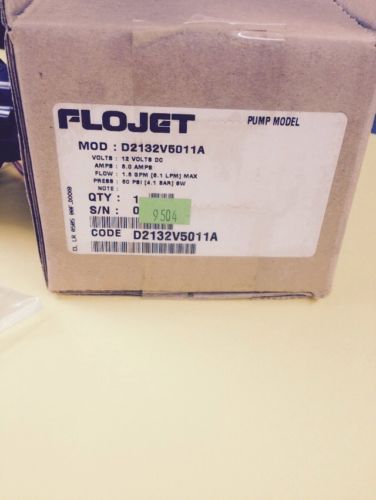 FLOJET
PUMP MODEL
MOD : D2132V5011A
VOLTS : 12 VOLTS DC
AMPS : 5.0 AMPS
FLOW : 1.6 GPM (6.1 LPM) MAX
PRESS : 60 PSI (4.1 BAR) SW
NOTE :
QTY : 1
S/N : 0
9504
CODE D2132V5011A